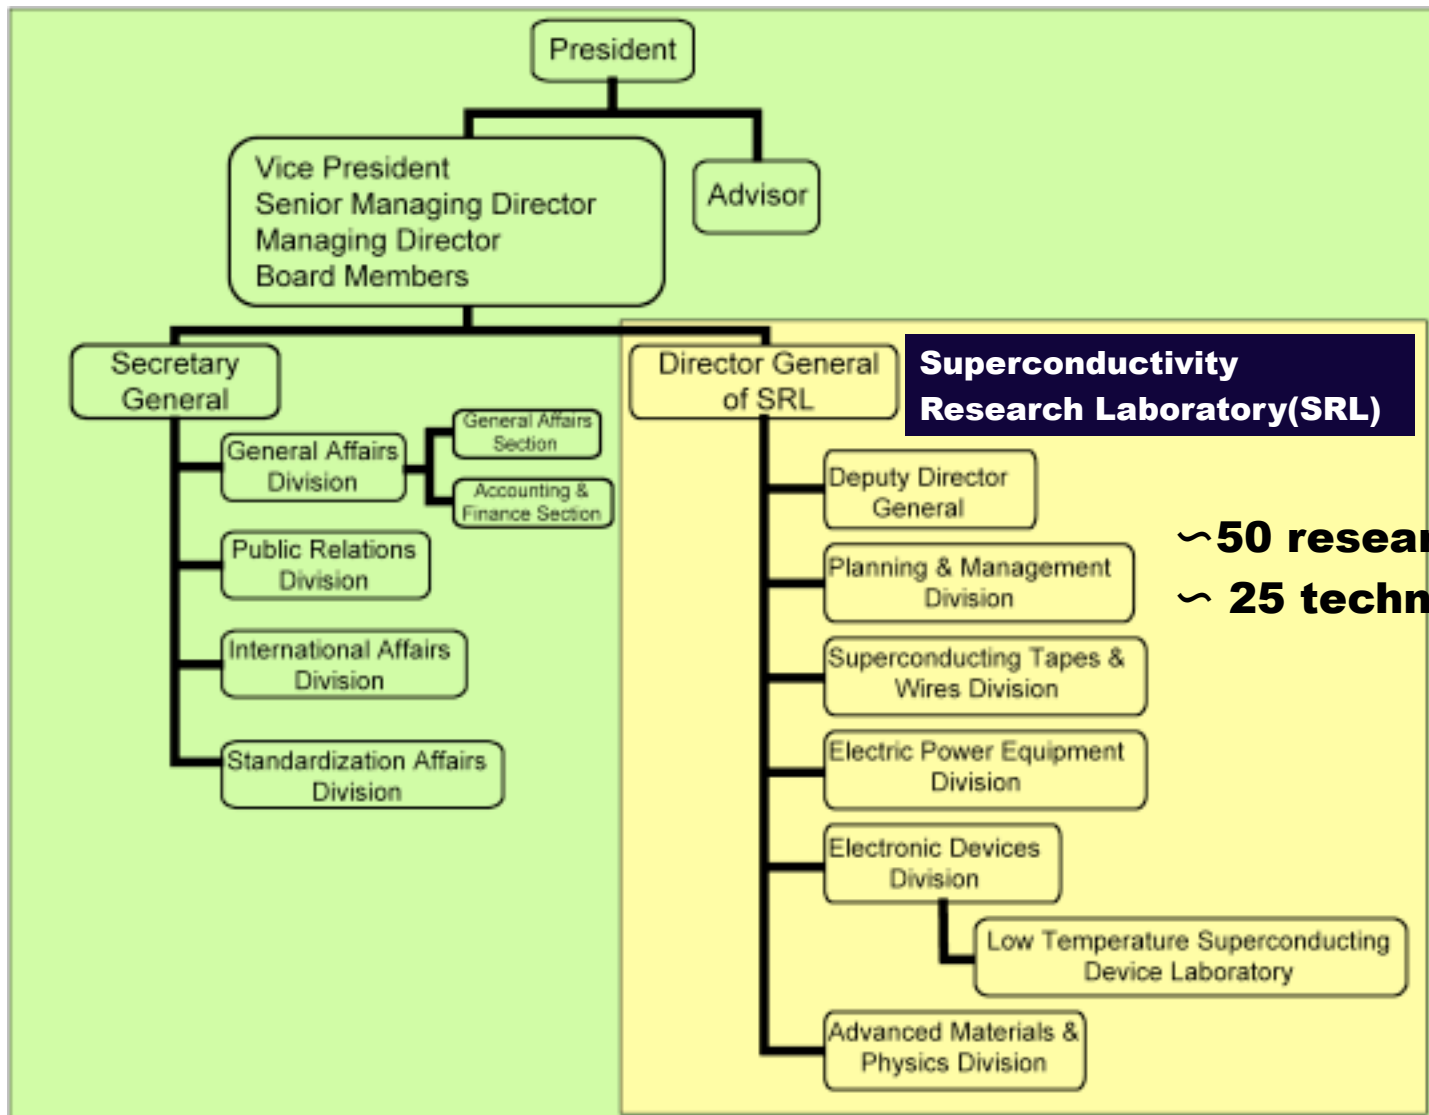 President
Vice President
Senior Managing Director
Managing Director
Board Members
Advisor
Secretary
General
General Affairs
Division
General Affairs
Section
Accounting &
Finance Section
Public Relations
Division
International Affairs
Division
Standardization Affairs
Division
Director General
of SRL
Superconductivity
Research Laboratory(SRL)
Deputy Director
General
~50
~ 25
Planning & Management
Division
Superconducting Tapes &
Wires Division
Electric Power Equipment
Division
Electronic Devices
Division
Low Temperature Superconducting
Device Laboratory
Advanced Materials &
Physics Division